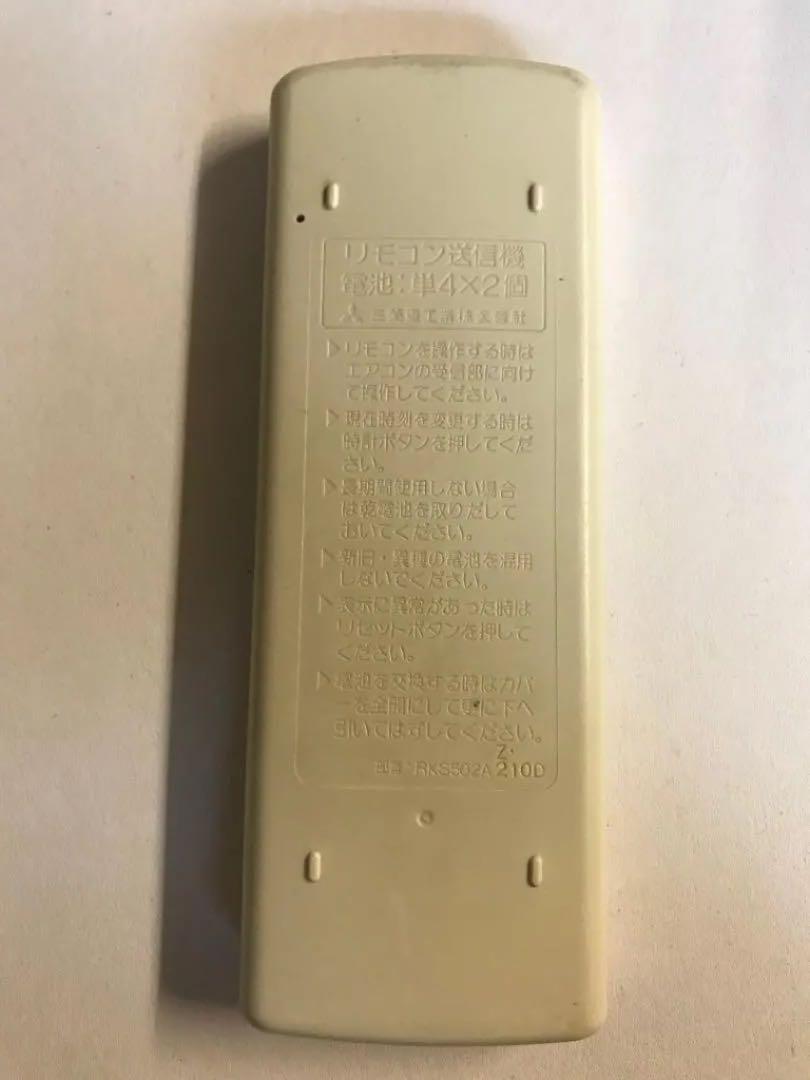 リモコン送信機
電池:単4×2個
三菱重工業株式会社
▷リモコンを操作する時は
エアコンの受信部に向け
て操作してください。
▷現在時刻を変更する時は
時計ボタンを押してくだ
さい。
▷長期間使用しない場合
は乾電池を取りだして
おいてください。
▷新旧・異種の電池を混用
しないでください。
▷表示に異常があった時は
リセットボタンを押して
ください。
▷電池を交換する時はカバ
ーを全開にして更に下へ
引いてはずしてください。
Z·
RKS502A 210D